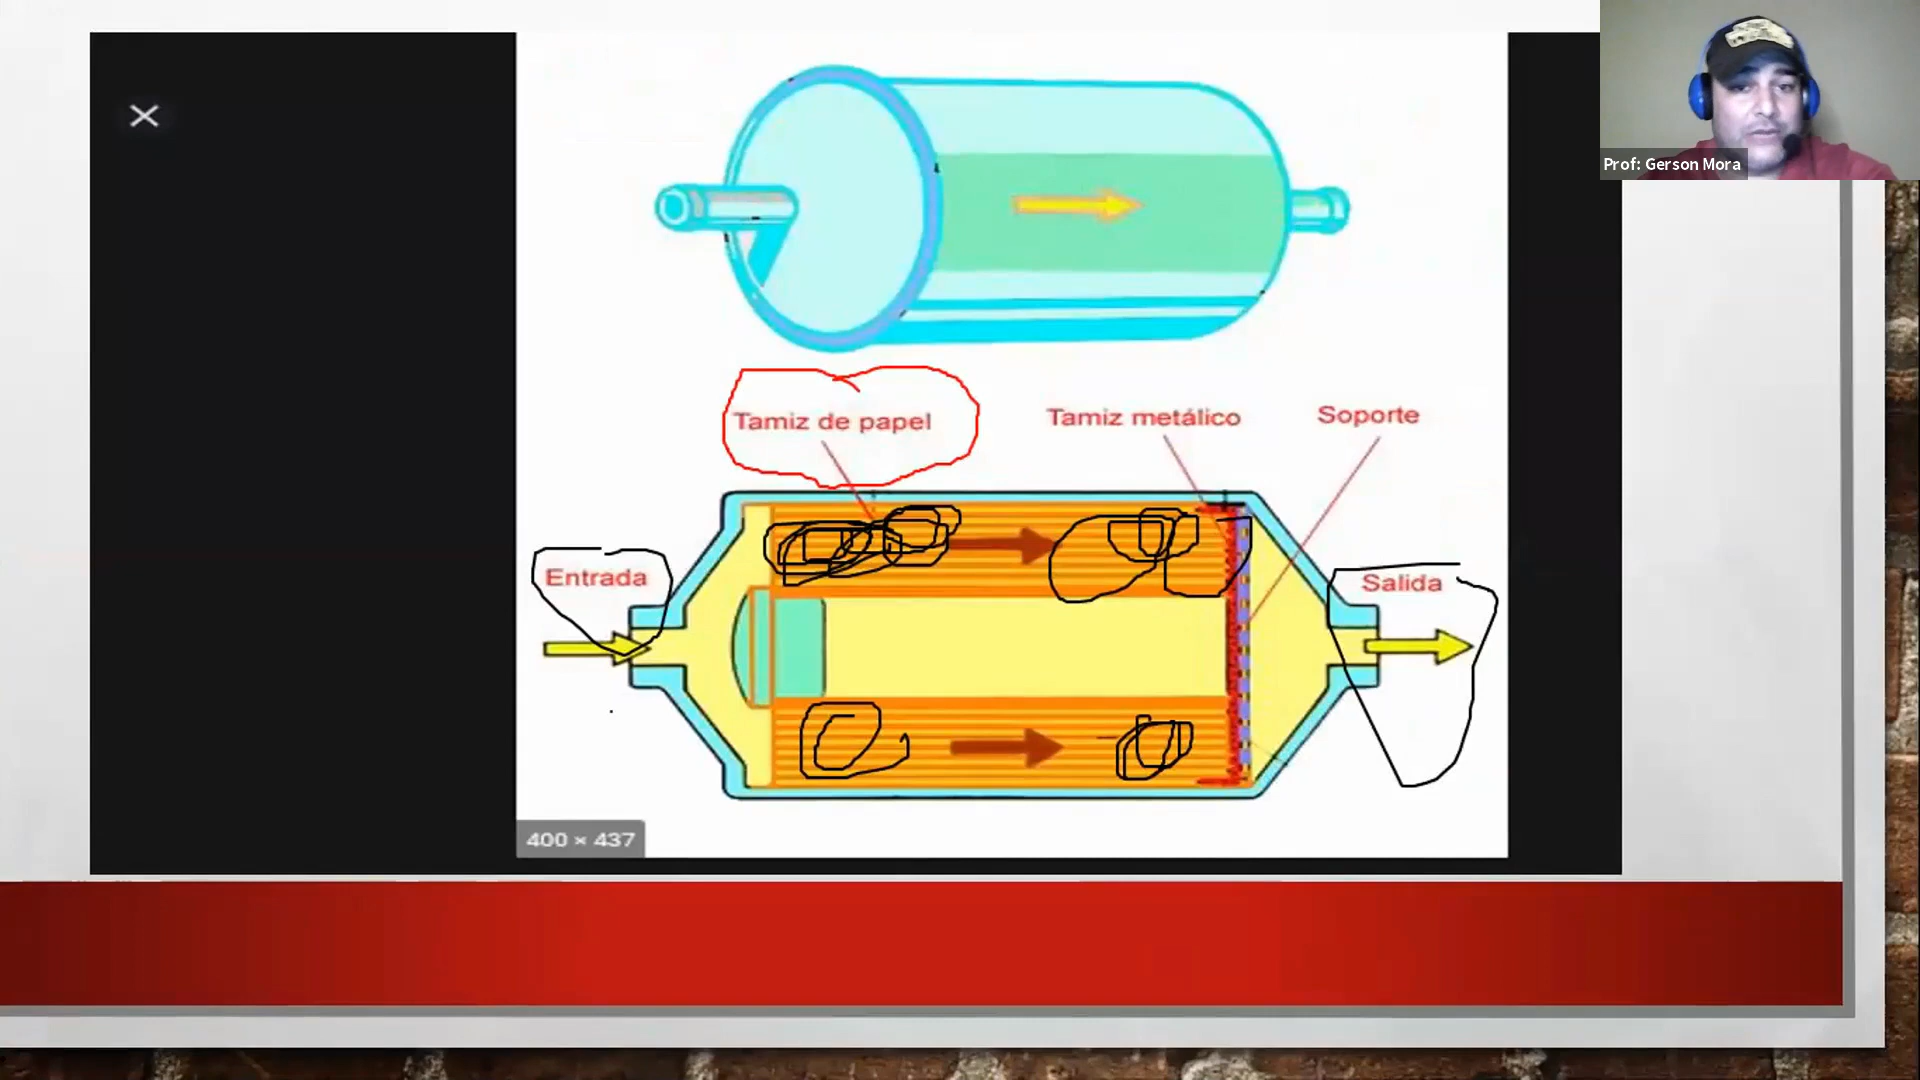 Prof: Gerson Mora
Tamiz de papel
Tamiz metálico
Soporte
Entrada
Salida
400 × 437